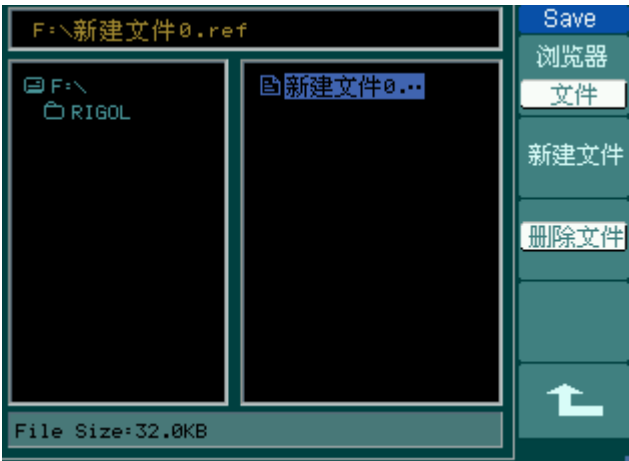 F:\新建文件0.ref
F:\
RIGOL
新建文件0.··
File Size:32.0KB
Save
浏览器
文件
新建文件
删除文件